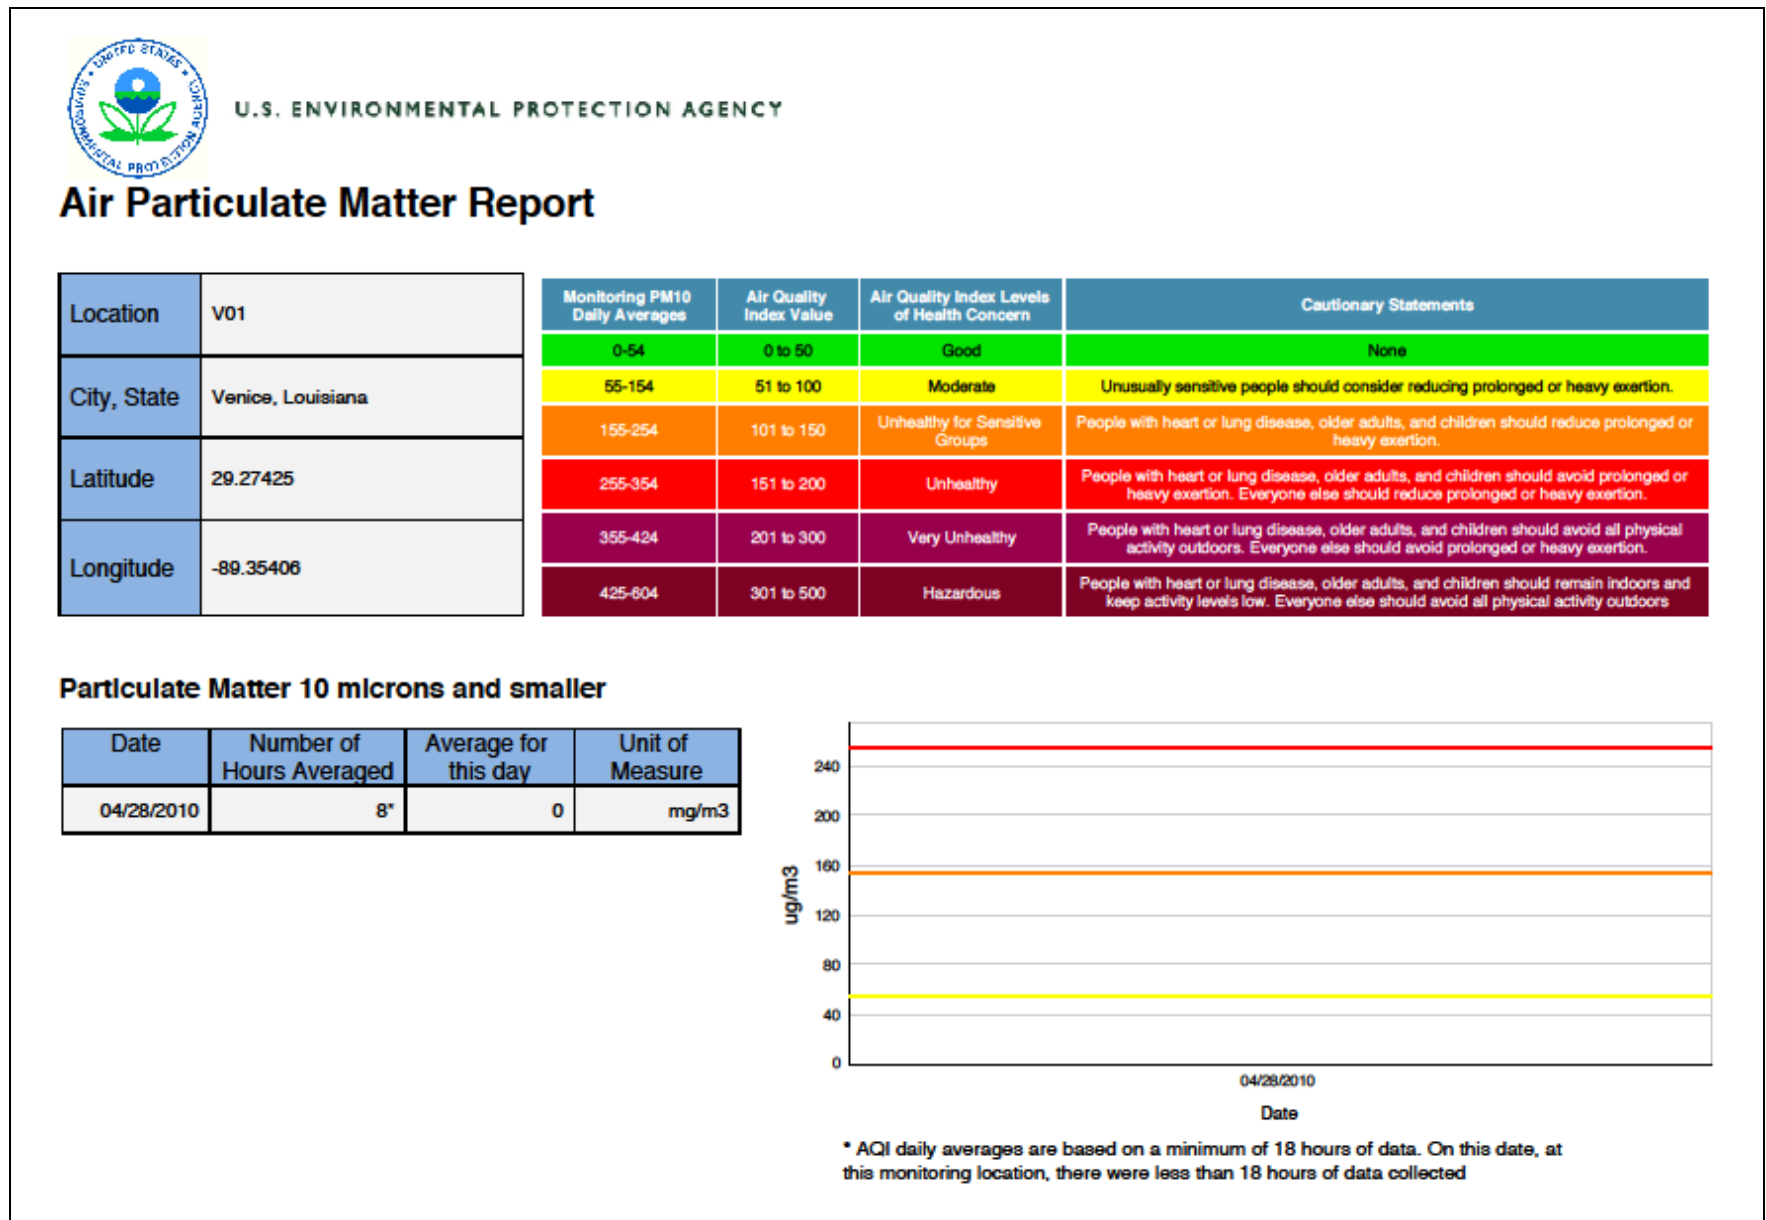 UNITED STATES
ENVIRONMENTAL PROTECTION AGENCY
U.S. ENVIRONMENTAL PROTECTION AGENCY
Air Particulate Matter Report
Location V01
City, State Venice, Louisiana
Latitude 29.27425
Longitude -89.35406
Monitoring PM10 Air Quality Air Quality Index Levels Cautionary Statements
Daily Averages Index Value of Health Concern
0-54 0 to 50 Good None
55-154 51 to 100 Moderate Unusually sensitive people should consider reducing prolonged or heavy exertion.
155-254 101 to 150 Unhealthy for Sensitive People with heart or lung disease, older adults, and children should reduce prolonged or
Groups heavy exertion.
255-354 151 to 200 Unhealthy People with heart or lung disease, older adults, and children should avoid prolonged or
heavy exertion. Everyone else should reduce prolonged or heavy exertion.
355-424 201 to 300 Very Unhealthy People with heart or lung disease, older adults, and children should avoid all physical
activity outdoors. Everyone else should avoid prolonged or heavy exertion.
425-604 301 to 500 Hazardous People with heart or lung disease, older adults, and children should remain indoors and
keep activity levels low. Everyone else should avoid all physical activity outdoors
Particulate Matter 10 microns and smaller
Date Number of Average for Unit of
Hours Averaged this day Measure
04/28/2010 8* 0 mg/m3
240
200
160
120
80
40
0
ug/m3
04/28/2010
Date
* AQI daily averages are based on a minimum of 18 hours of data. On this date, at
this monitoring location, there were less than 18 hours of data collected